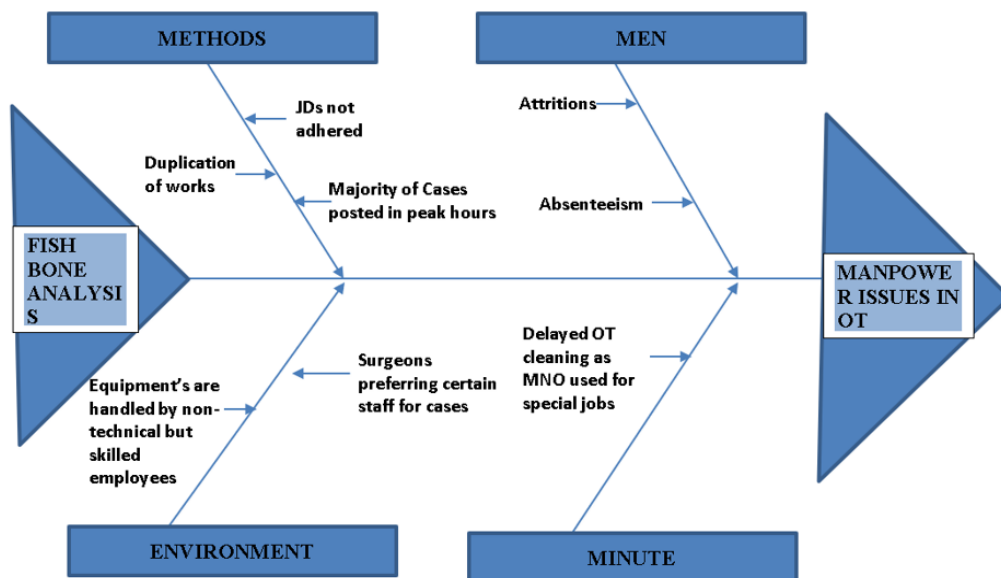 METHODS
MEN
JDs not
adhered
Attritions
Duplication
of works
Majority of Cases
posted in peak hours
Absenteeism
FISH
BONE
ANALYSI
S
MANPOWE
R ISSUES IN
OT
Equipment's are
handled by non-
technical but
skilled
employees
Surgeons
preferring certain
staff for cases
Delayed OT
cleaning as
MNO used for
special jobs
ENVIRONMENT
MINUTE